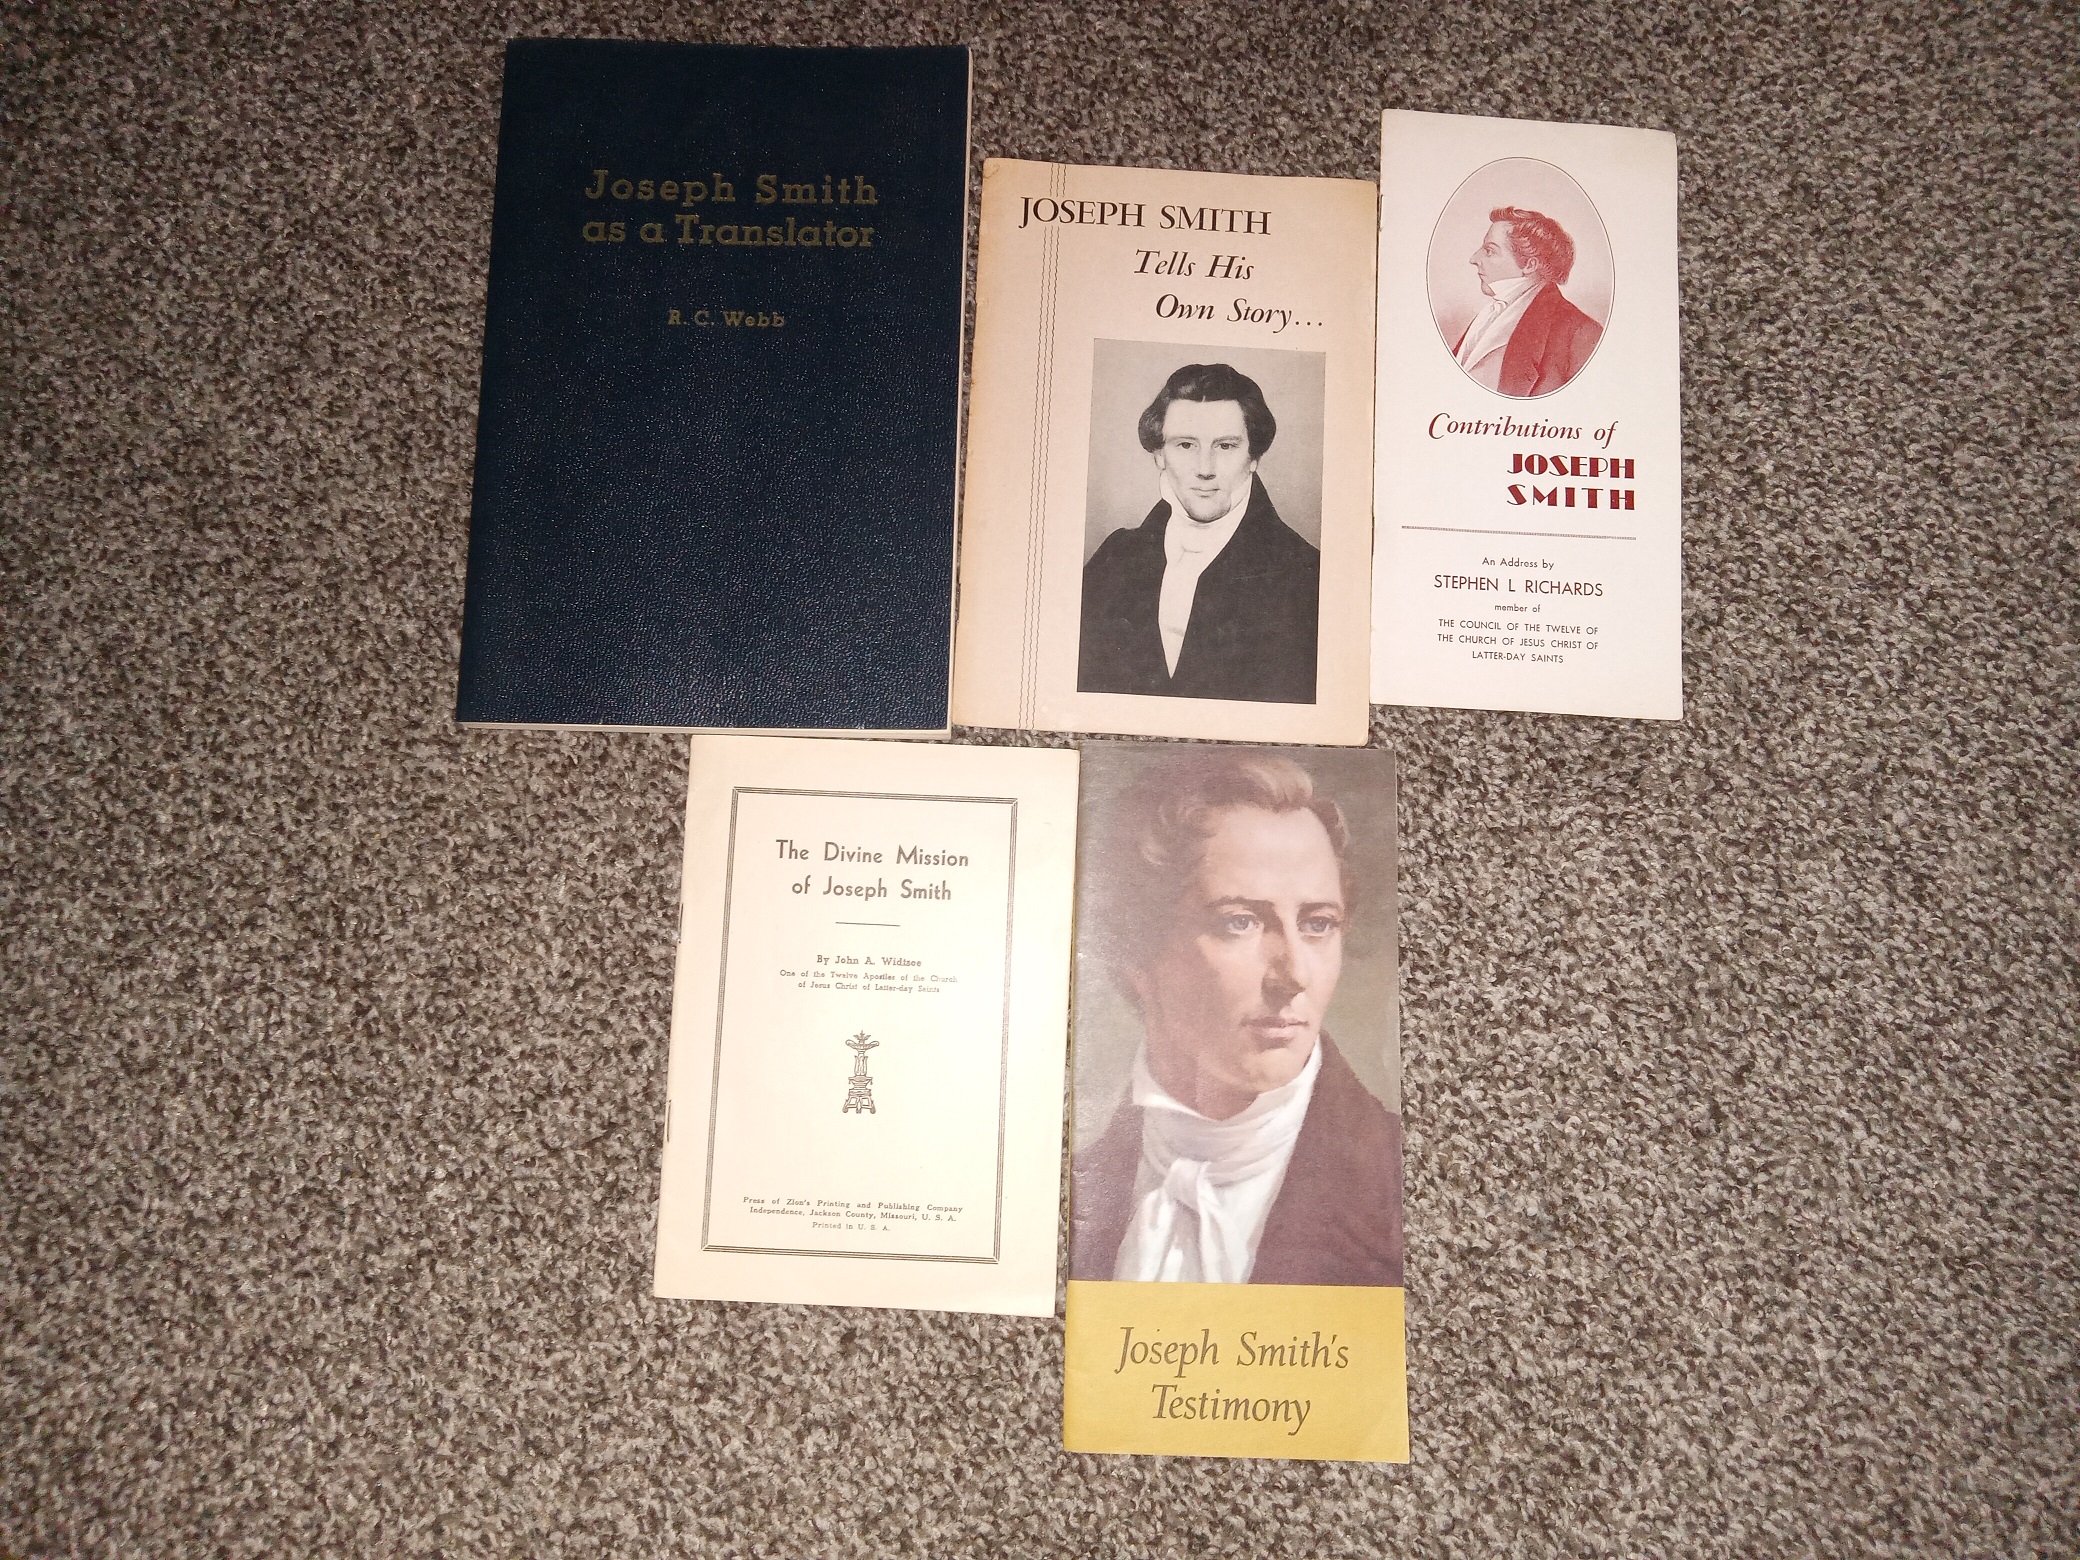 Joseph Smith
as a Translator
R. C. Webb
JOSEPH SMITH
Tells His
Own Story...
Contributions of
JOSEPH
SMITH
An Address by
STEPHEN L RICHARDS
member of
THE COUNCIL OF THE TWELVE OF
THE CHURCH OF JESUS CHRIST OF
LATTER-DAY SAINTS
The Divine Mission
of Joseph Smith
By John A. Widtsoe
One of the Twelve Apostles of the Church
of Jesus Christ of Latter-day Saints
Press of Zion's Printing and Publishing Company
Independence, Jackson County, Missouri, U. S. A.
Printed in U. S. A.
Joseph Smith's
Testimony